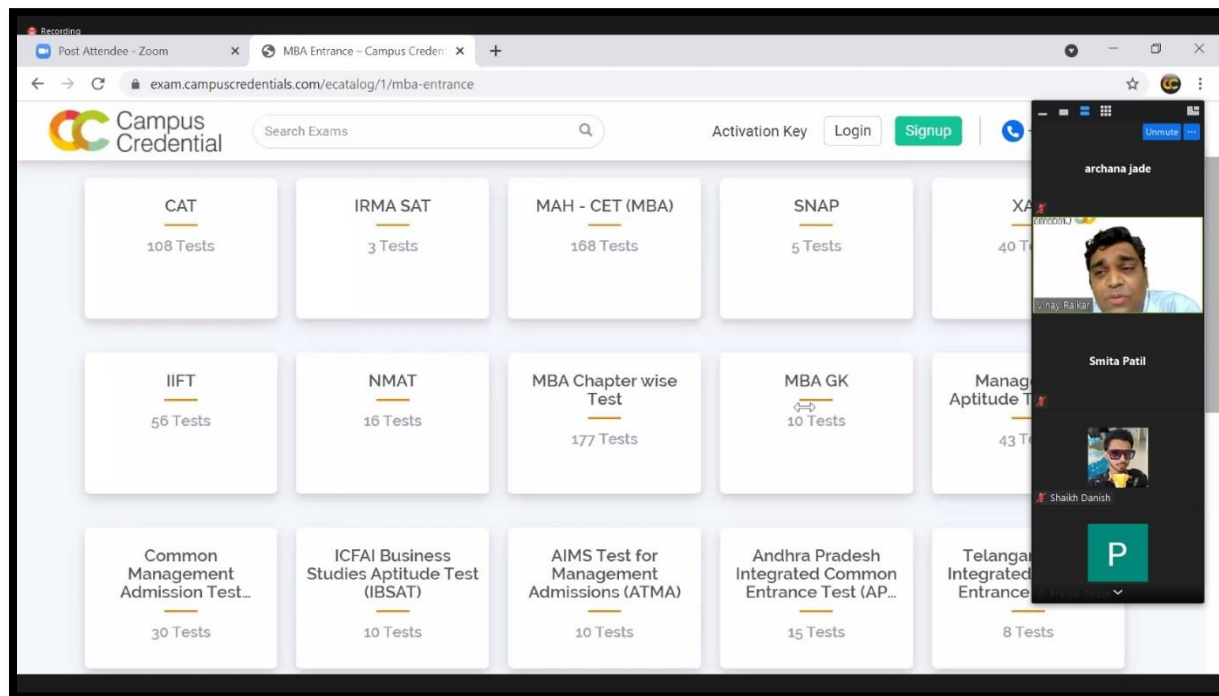 Recording
Post Attendee - Zoom
MBA Entrance – Campus Creden
exam.campuscredentials.com/ecatalog/1/mba-entrance
Campus
Credential
Search Exams
Activation Key
Login
Signup
Unmute
archana jade
Vinay Raikar
Smita Patil
Shaikh Danish
P
CAT
108 Tests
IRMA SAT
3 Tests
MAH - CET (MBA)
168 Tests
SNAP
5 Tests
XA
40 Te
IIFT
56 Tests
NMAT
16 Tests
MBA Chapter wise
Test
177 Tests
MBA GK
10 Tests
Manag
Aptitude T
43 T
Common
Management
Admission Test...
30 Tests
ICFAI Business
Studies Aptitude Test
(IBSAT)
10 Tests
AIMS Test for
Management
Admissions (ATMA)
10 Tests
Andhra Pradesh
Integrated Common
Entrance Test (AP...
15 Tests
Telangan
Integrated
Entrance
8 Tests